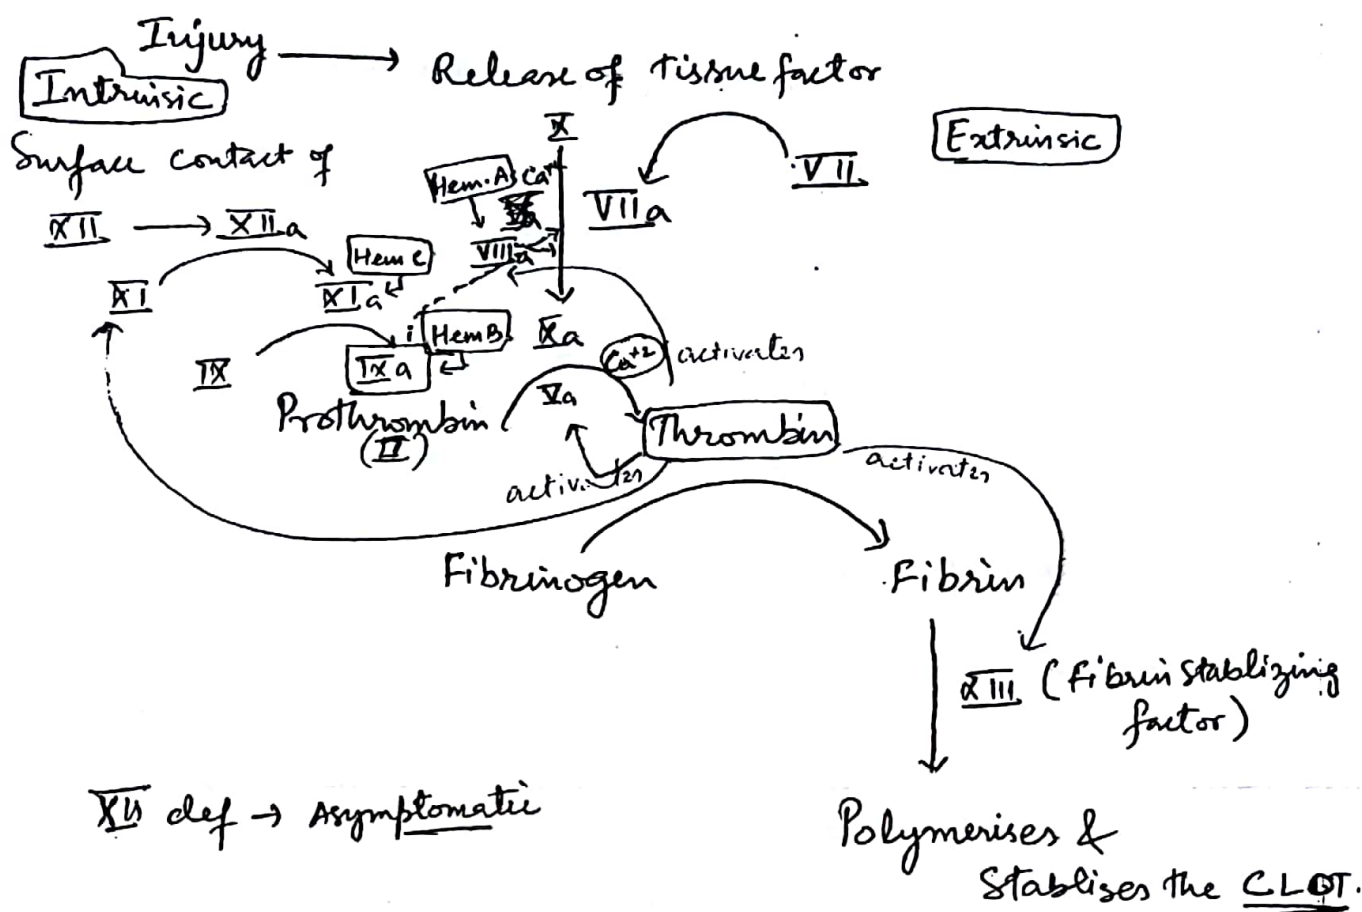 Injury → Release of tissue factor
Intrinsic
Extrinsic
Surface contact of
X
VII
VIIa
Hem. A
Ca++
XII → XIIa
VIIIa
Hem C
XI
XIa
Hem B
Xa
IX
IXa
Ca+2
activates
Prothrombin
(II)
Va
Thrombin
activates
activates
Fibrinogen
Fibrin
XIII (Fibrin stablizing
factor)
XII def → Asymptomatic
Polymerises &
Stablises the CLOT.